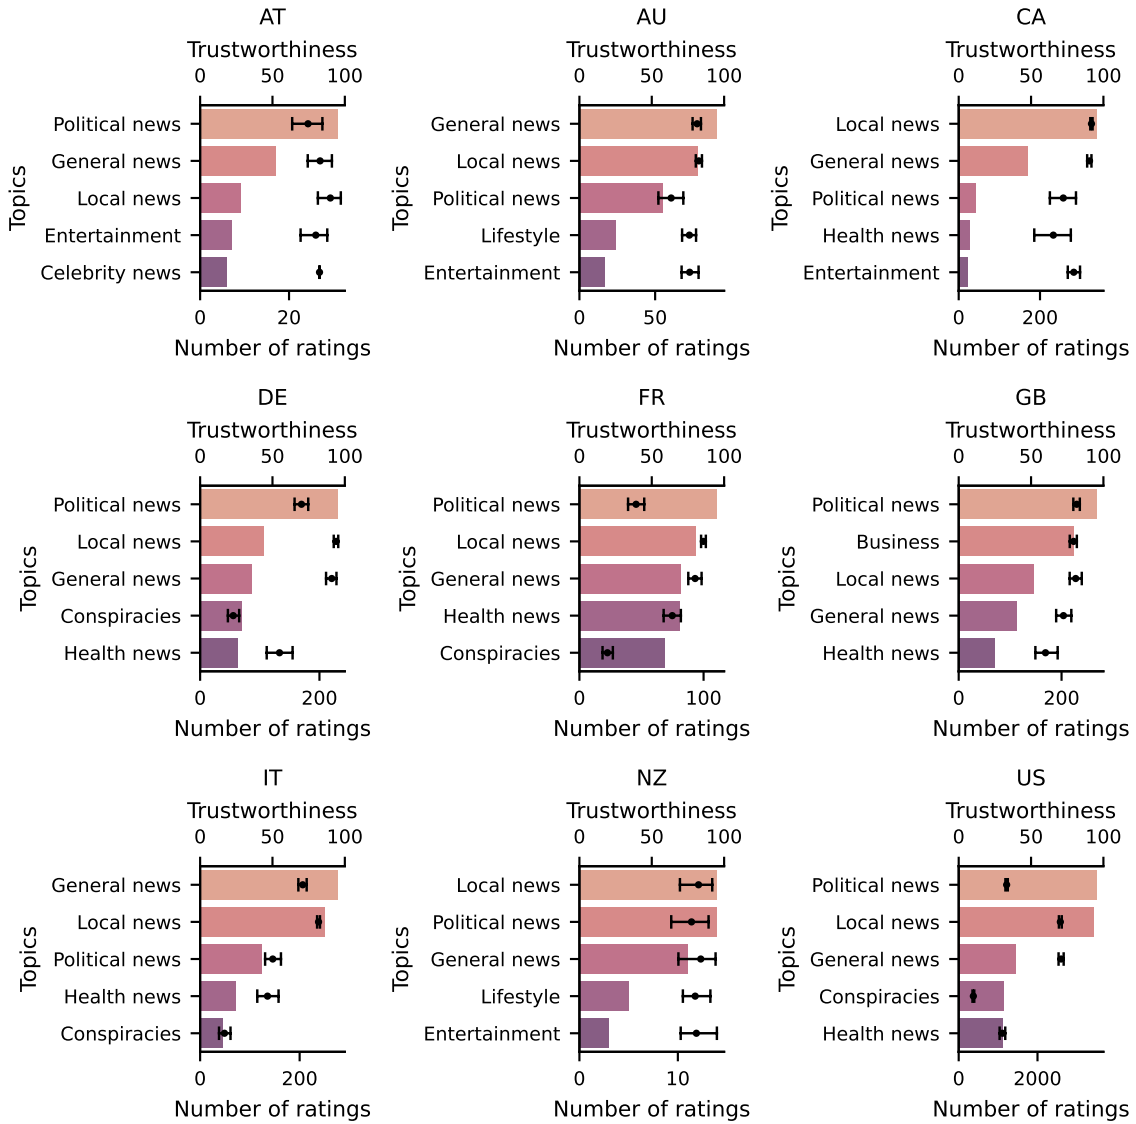 AT
Trustworthiness
0 50 100
Political news
General news
Local news
Entertainment
Celebrity news
Topics
0 20
Number of ratings
AU
Trustworthiness
0 50 100
General news
Local news
Political news
Lifestyle
Entertainment
Topics
0 50
Number of ratings
CA
Trustworthiness
0 50 100
Local news
General news
Political news
Health news
Entertainment
Topics
0 200
Number of ratings
DE
Trustworthiness
0 50 100
Political news
Local news
General news
Conspiracies
Health news
Topics
0 200
Number of ratings
FR
Trustworthiness
0 50 100
Political news
Local news
General news
Health news
Conspiracies
Topics
0 100
Number of ratings
GB
Trustworthiness
0 50 100
Political news
Business
Local news
General news
Health news
Topics
0 200
Number of ratings
IT
Trustworthiness
0 50 100
General news
Local news
Political news
Health news
Conspiracies
Topics
0 200
Number of ratings
NZ
Trustworthiness
0 50 100
Local news
Political news
General news
Lifestyle
Entertainment
Topics
0 10
Number of ratings
US
Trustworthiness
0 50 100
Political news
Local news
General news
Conspiracies
Health news
Topics
0 2000
Number of ratings